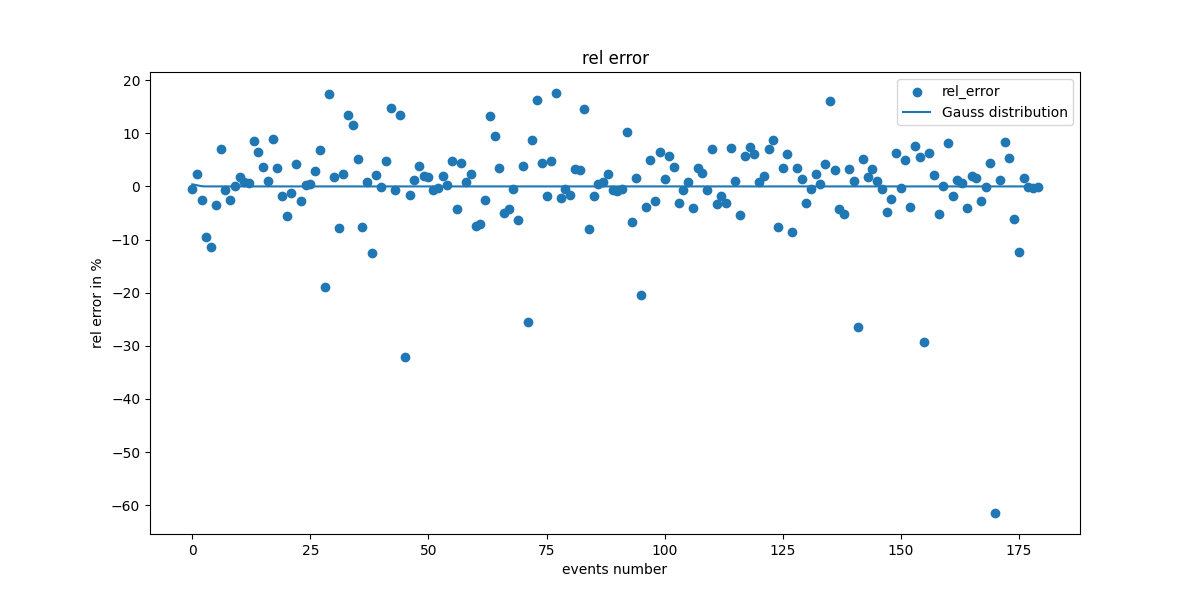 rel error
rel_error
Gauss distribution
rel error in %
20
10
0
−10
−20
−30
−40
−50
−60
0 25 50 75 100 125 150 175
events number